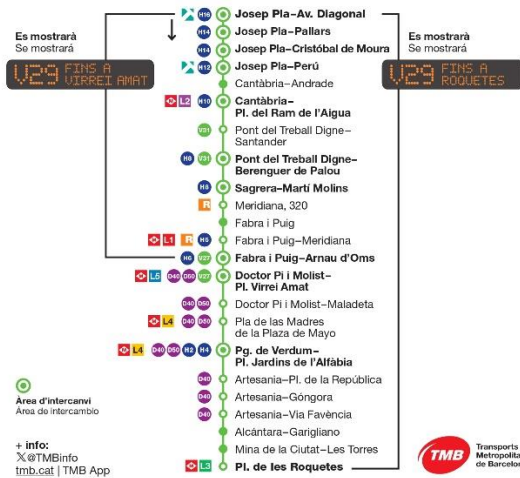 Es mostrarà
Se mostrará
V29 FINS A
VIRREI AMAT
Es mostrarà
Se mostrará
V29 FINS A
ROQUETES
H16 Josep Pla–Av. Diagonal
H14 Josep Pla–Pallars
H14 Josep Pla–Cristóbal de Moura
H12 Josep Pla–Perú
Cantàbria–Andrade
L2 H10 Cantàbria–
Pl. del Ram de l'Aigua
V31 Pont del Treball Digne–
Santander
H6 V31 Pont del Treball Digne–
Berenguer de Palou
H8 Sagrera–Martí Molins
R Meridiana, 320
Fabra i Puig
L1 R H5 Fabra i Puig–Meridiana
H6 V27 Fabra i Puig–Arnau d'Oms
L5 D40 D50 V27 Doctor Pi i Molist–
Pl. Virrei Amat
D40 D50 Doctor Pi i Molist–Maladeta
L4 D40 D50 Pla de las Madres
de la Plaza de Mayo
L4 D40 D50 H2 H4 Pg. de Verdum–
Pl. Jardins de l'Alfàbia
D40 Artesania–Pl. de la República
D40 Artesania–Góngora
D40 Artesania–Via Favència
Alcántara–Garigliano
Mina de la Ciutat–Les Torres
L3 Pl. de les Roquetes
Àrea d'intercanvi
Área de intercambio
+ info:
X@TMBinfo
tmb.cat | TMB App
TMB
Transports
Metropolita
de Barcelon